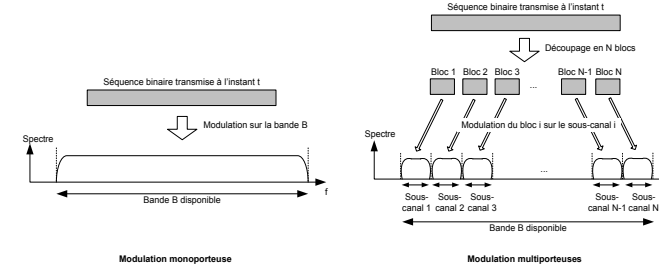 Séquence binaire transmise à l'instant t
Modulation sur la bande B
Spectre
f
Bande B disponible
Modulation monoporteuse
Séquence binaire transmise à l'instant t
Découpage en N blocs
Bloc 1 Bloc 2 Bloc 3 ... Bloc N-1 Bloc N
Modulation du bloc i sur le sous-canal i
Spectre
...
Sous- Sous- Sous- Sous- Sous-
canal 1 canal 2 canal 3 canal N-1 canal N
Bande B disponible
Modulation multiporteuses